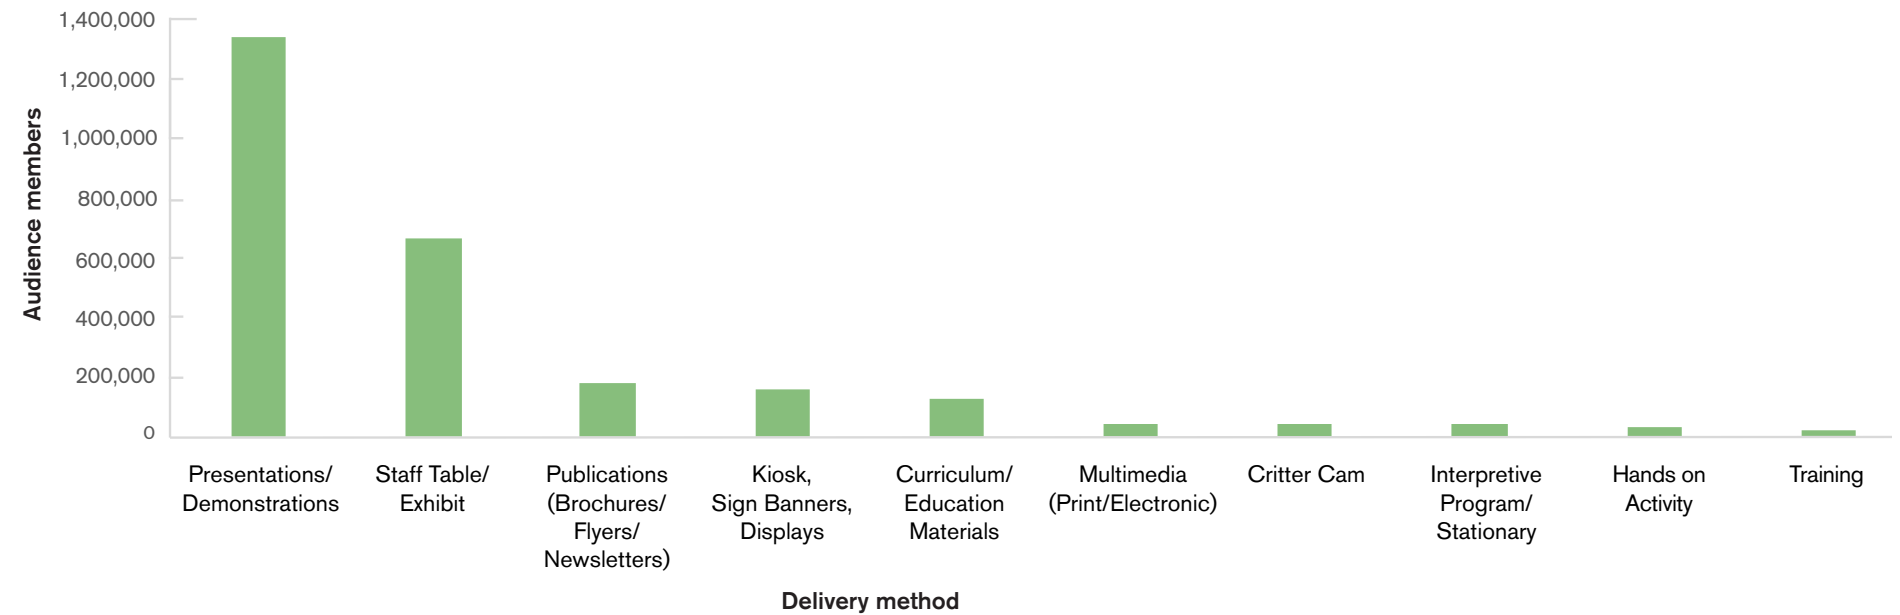 1,400,000
1,200,000
1,000,000
800,000
600,000
400,000
200,000
0
Audience members
Presentations/
Demonstrations
Staff Table/
Exhibit
Publications
(Brochures/
Flyers/
Newsletters)
Kiosk,
Sign Banners,
Displays
Curriculum/
Education
Materials
Multimedia
(Print/Electronic)
Critter Cam
Interpretive
Program/
Stationary
Hands on
Activity
Training
Delivery method